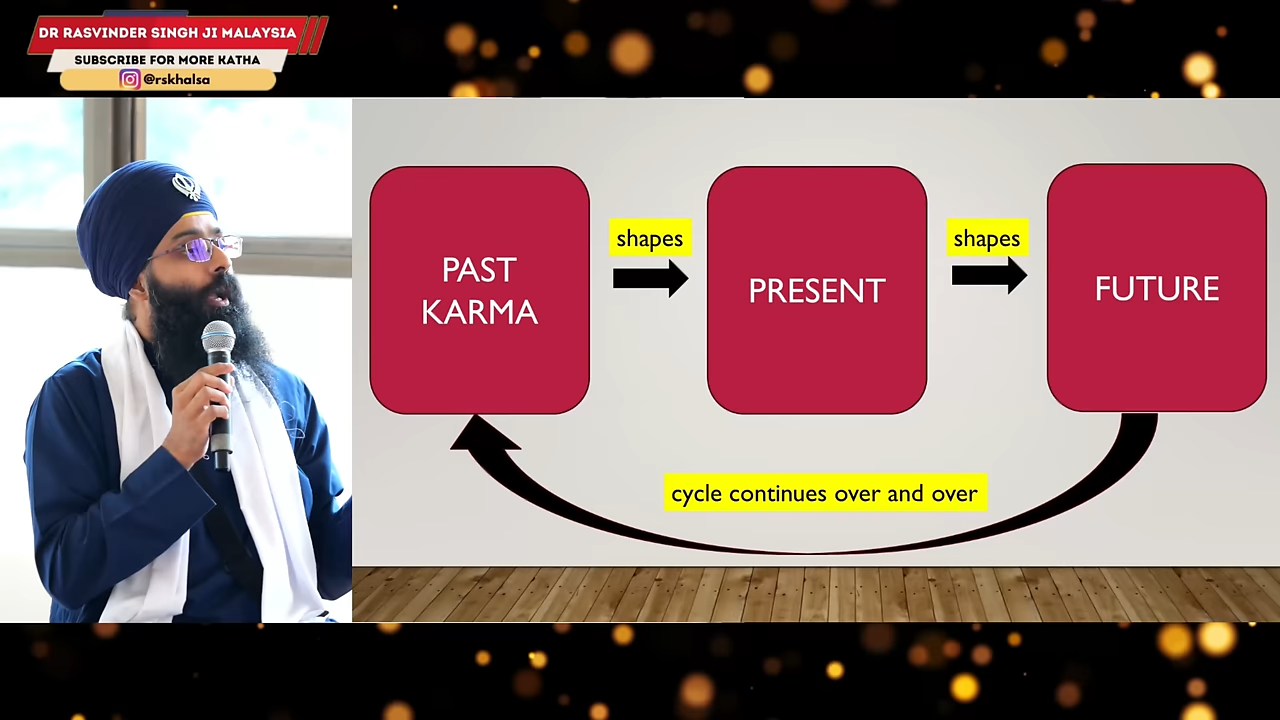 DR RASVINDER SINGH JI MALAYSIA
SUBSCRIBE FOR MORE KATHA
@rskhalsa
PAST
KARMA
shapes
PRESENT
shapes
FUTURE
cycle continues over and over